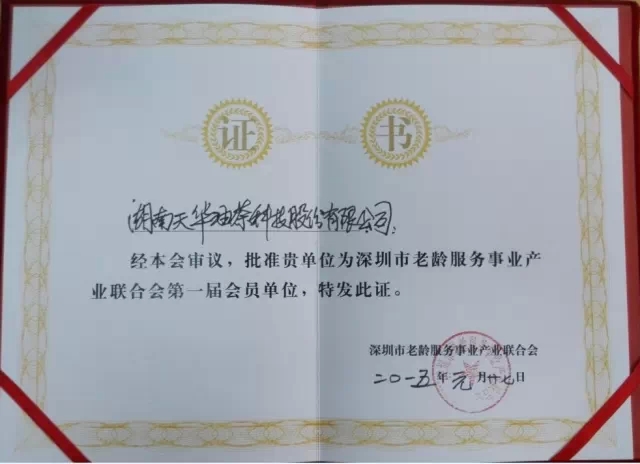 证书
湖南天华油茶科技股份有限公司：
经本会审议，批准贵单位为深圳市老龄服务事业产
业联合会第一届会员单位，特发此证。
深圳市老龄服务事业产业联合会
二〇一五年元月廿七日